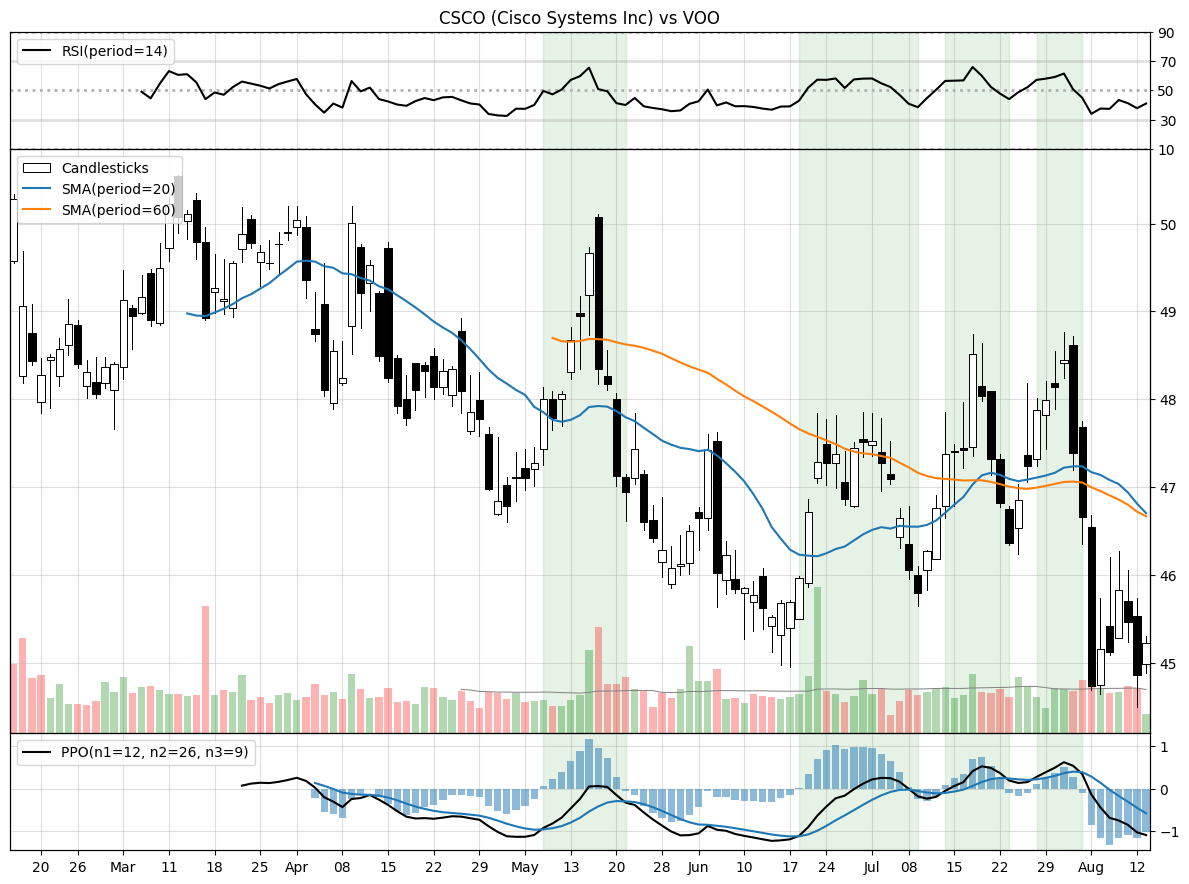 CSCO (Cisco Systems Inc) vs VOO
RSI(period=14)
90
70
50
30
10
Candlesticks
SMA(period=20)
SMA(period=60)
50
49
48
47
46
45
PPO(n1=12, n2=26, n3=9)
1
0
−1
20 26 Mar 11 18 25 Apr 08 15 22 29 May 13 20 28 Jun 10 17 24 Jul 08 15 22 29 Aug 12